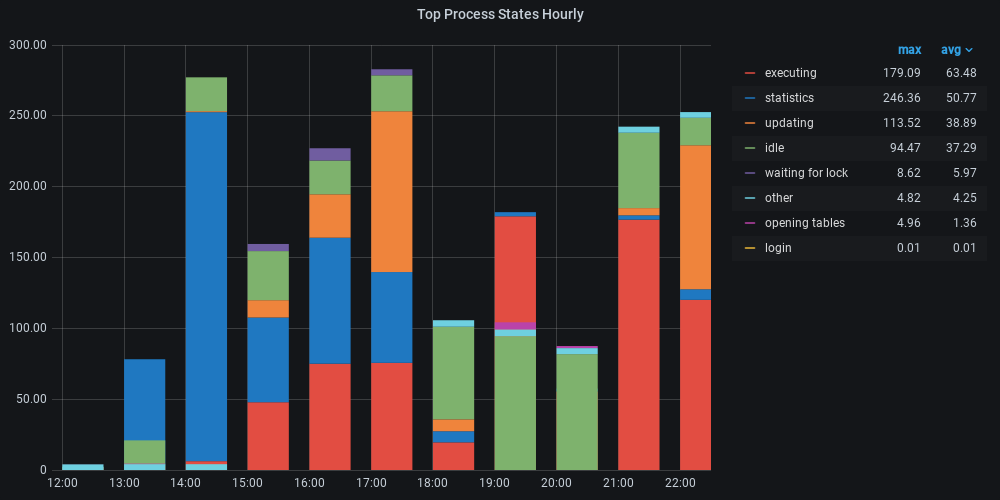 Top Process States Hourly
300.00
250.00
200.00
150.00
100.00
50.00
0
12:00 13:00 14:00 15:00 16:00 17:00 18:00 19:00 20:00 21:00 22:00
max avg
executing 179.09 63.48
statistics 246.36 50.77
updating 113.52 38.89
idle 94.47 37.29
waiting for lock 8.62 5.97
other 4.82 4.25
opening tables 4.96 1.36
login 0.01 0.01